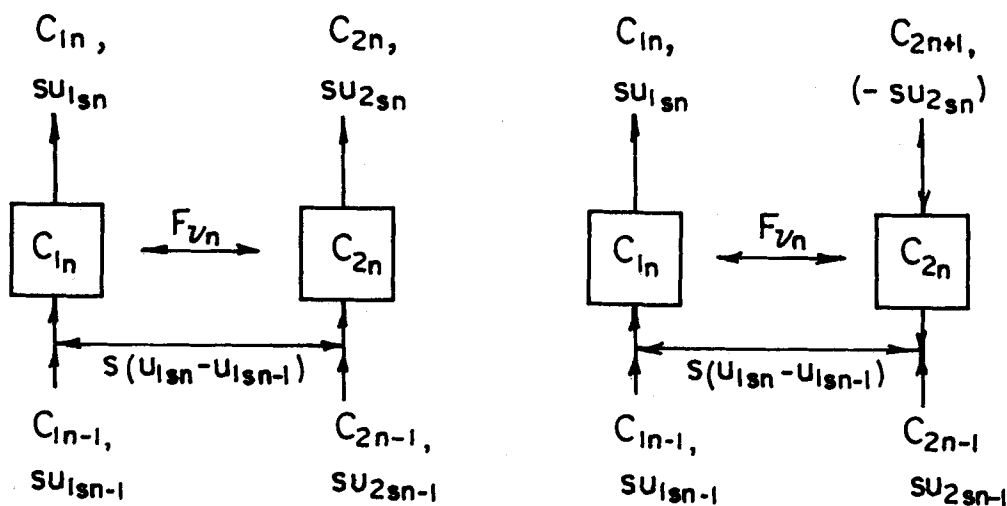 C1n ,
su1sn
C2n,
su2sn
C1n
Fνn
C2n
s(u1sn-u1sn-1)
C1n-1,
su1sn-1
C2n-1,
su2sn-1
C1n,
su1sn
C2n+1,
(- su2sn)
C1n
Fνn
C2n
s(u1sn-u1sn-1)
C1n-1,
su1sn-1
C2n-1
su2sn-1